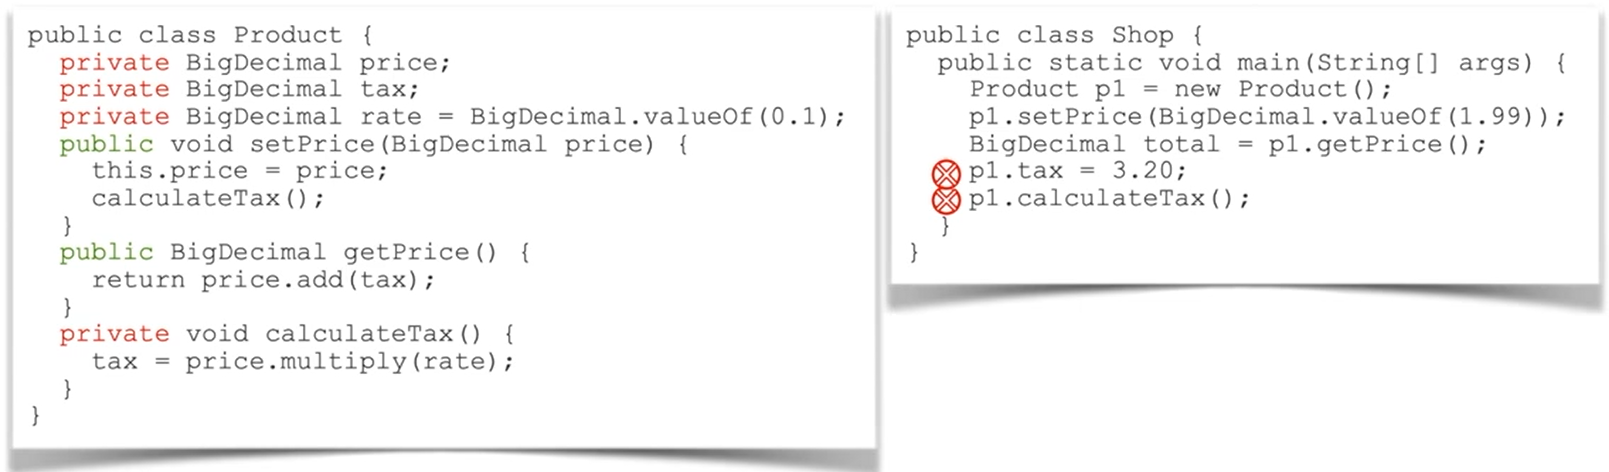 public class Product {
  private BigDecimal price;
  private BigDecimal tax;
  private BigDecimal rate = BigDecimal.valueOf(0.1);
  public void setPrice(BigDecimal price) {
    this.price = price;
    calculateTax();
  }
  public BigDecimal getPrice() {
    return price.add(tax);
  }
  private void calculateTax() {
    tax = price.multiply(rate);
  }
}
public class Shop {
  public static void main(String[] args) {
    Product p1 = new Product();
    p1.setPrice(BigDecimal.valueOf(1.99));
    BigDecimal total = p1.getPrice();
    p1.tax = 3.20;
    p1.calculateTax();
  }
}